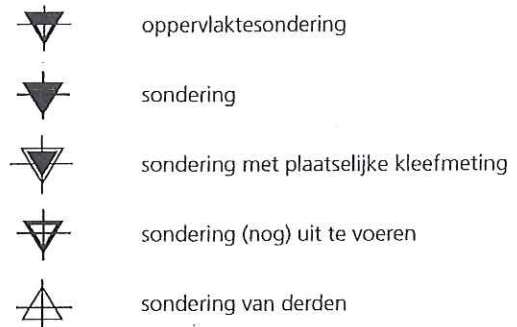 oppervlaktesondering
sondering
sondering met plaatselijke kleefmeting
sondering (nog) uit te voeren
sondering van derden